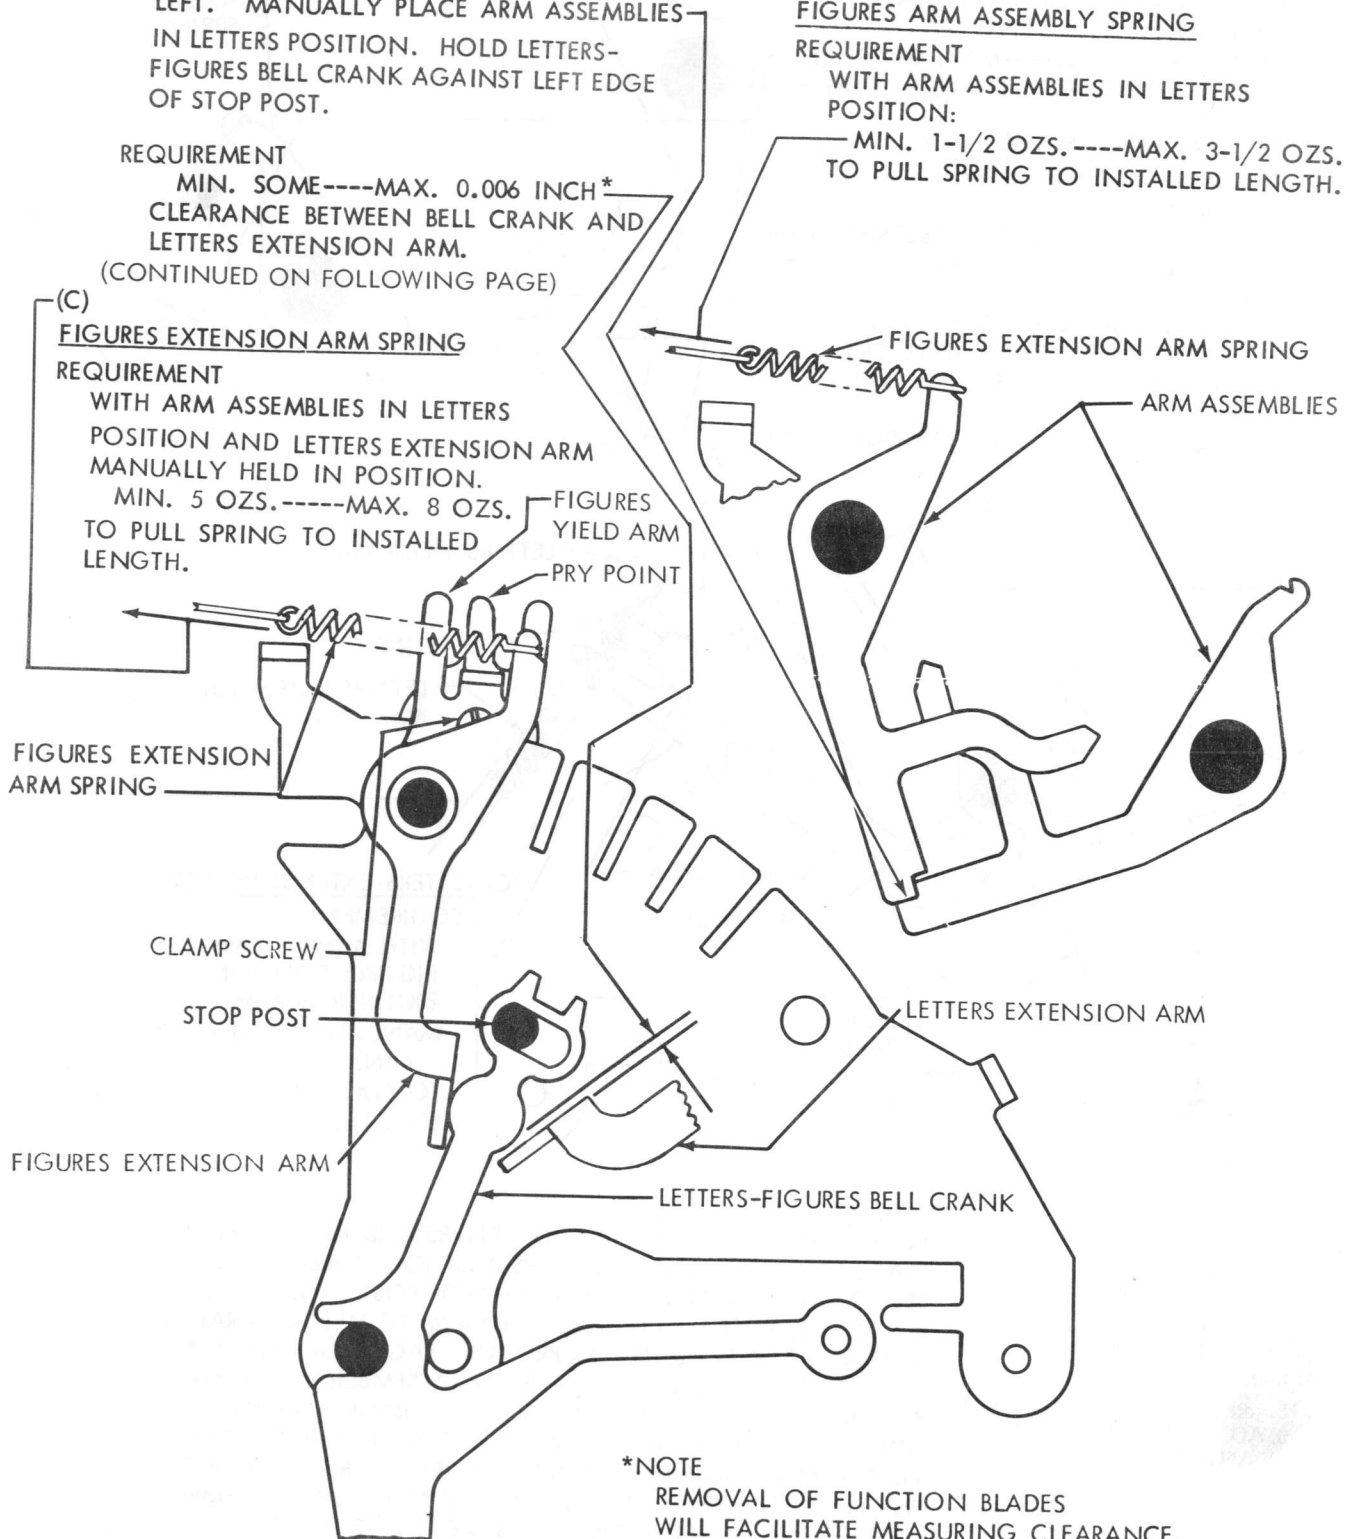 LEFT. MANUALLY PLACE ARM ASSEMBLIES
IN LETTERS POSITION. HOLD LETTERS-
FIGURES BELL CRANK AGAINST LEFT EDGE
OF STOP POST.
REQUIREMENT
MIN. SOME----MAX. 0.006 INCH*
CLEARANCE BETWEEN BELL CRANK AND
LETTERS EXTENSION ARM.
(CONTINUED ON FOLLOWING PAGE)
FIGURES ARM ASSEMBLY SPRING
REQUIREMENT
WITH ARM ASSEMBLIES IN LETTERS
POSITION:
MIN. 1-1/2 OZS.----MAX. 3-1/2 OZS.
TO PULL SPRING TO INSTALLED LENGTH.
(C)
FIGURES EXTENSION ARM SPRING
REQUIREMENT
WITH ARM ASSEMBLIES IN LETTERS
POSITION AND LETTERS EXTENSION ARM
MANUALLY HELD IN POSITION.
MIN. 5 OZS.-----MAX. 8 OZS.
TO PULL SPRING TO INSTALLED
LENGTH.
FIGURES EXTENSION ARM SPRING
ARM ASSEMBLIES
FIGURES
YIELD ARM
PRY POINT
FIGURES EXTENSION
ARM SPRING
CLAMP SCREW
STOP POST
LETTERS EXTENSION ARM
FIGURES EXTENSION ARM
LETTERS-FIGURES BELL CRANK
*NOTE
REMOVAL OF FUNCTION BLADES
WILL FACILITATE MEASURING CLEARANCE